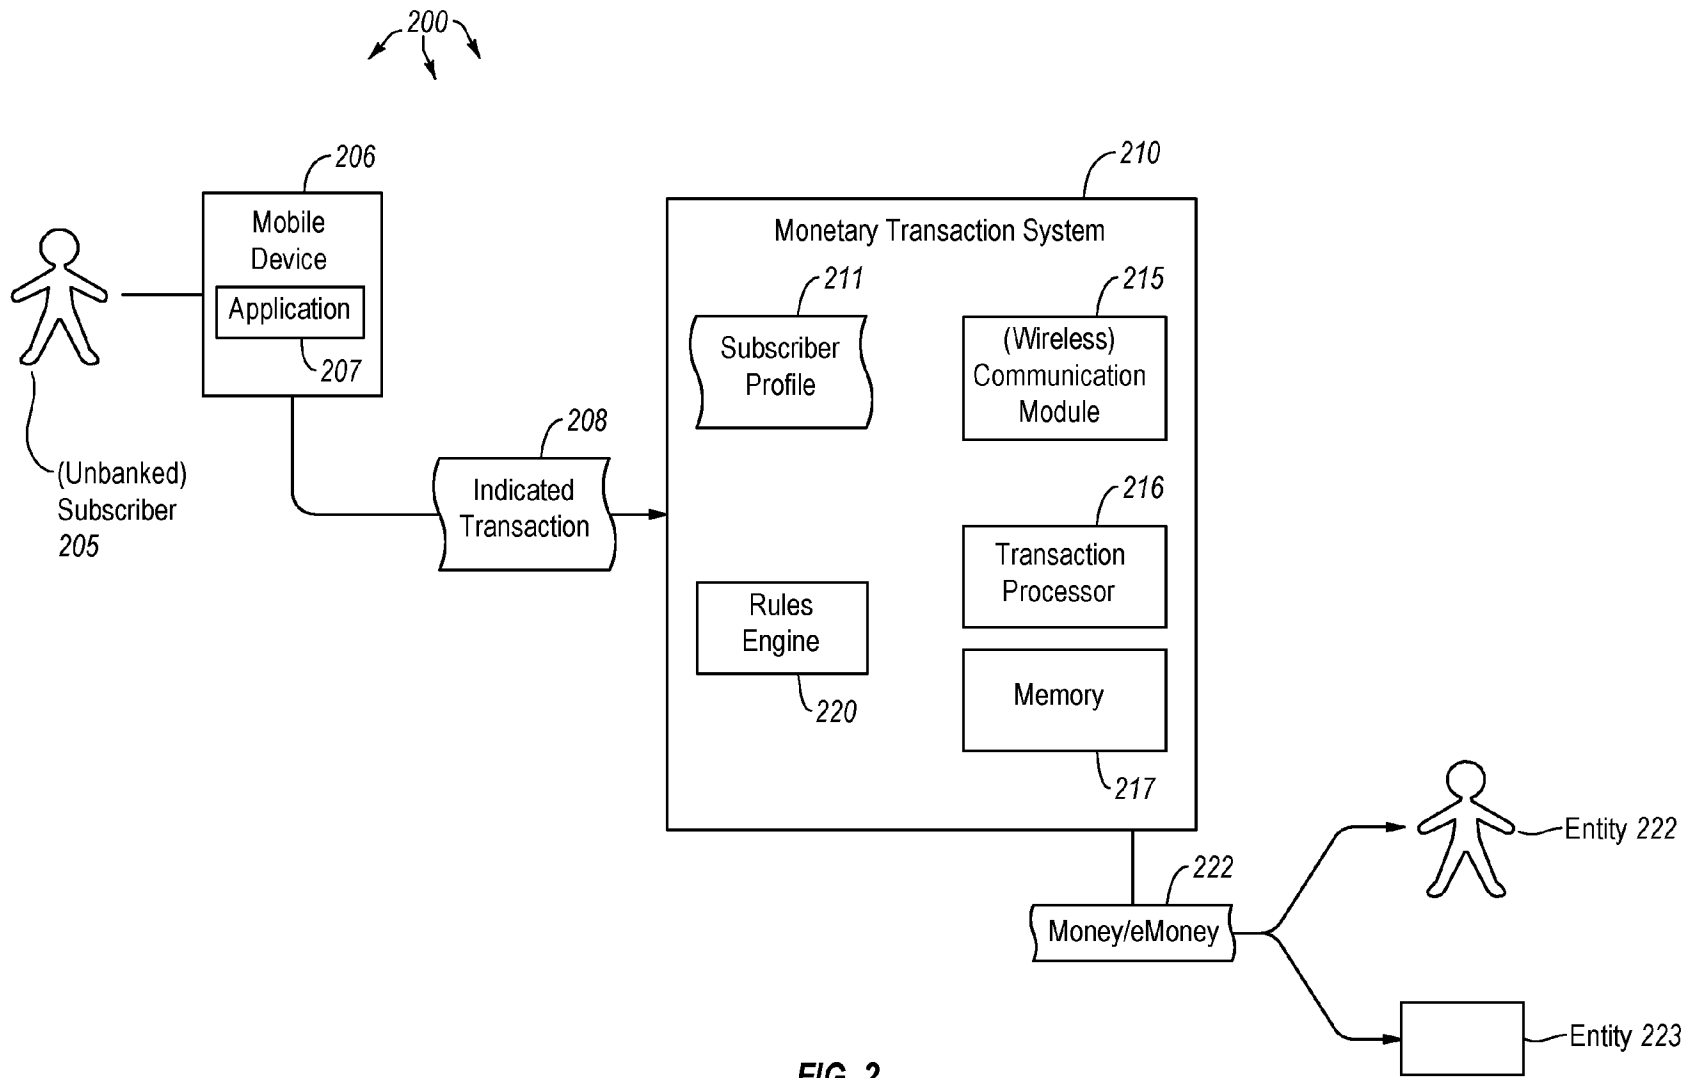 200
206
Mobile
Device
Application
207
(Unbanked)
Subscriber
205
208
Indicated
Transaction
210
Monetary Transaction System
211
Subscriber
Profile
215
(Wireless)
Communication
Module
216
Transaction
Processor
Rules
Engine
220
Memory
217
222
Money/eMoney
Entity 222
Entity 223
FIG. 2